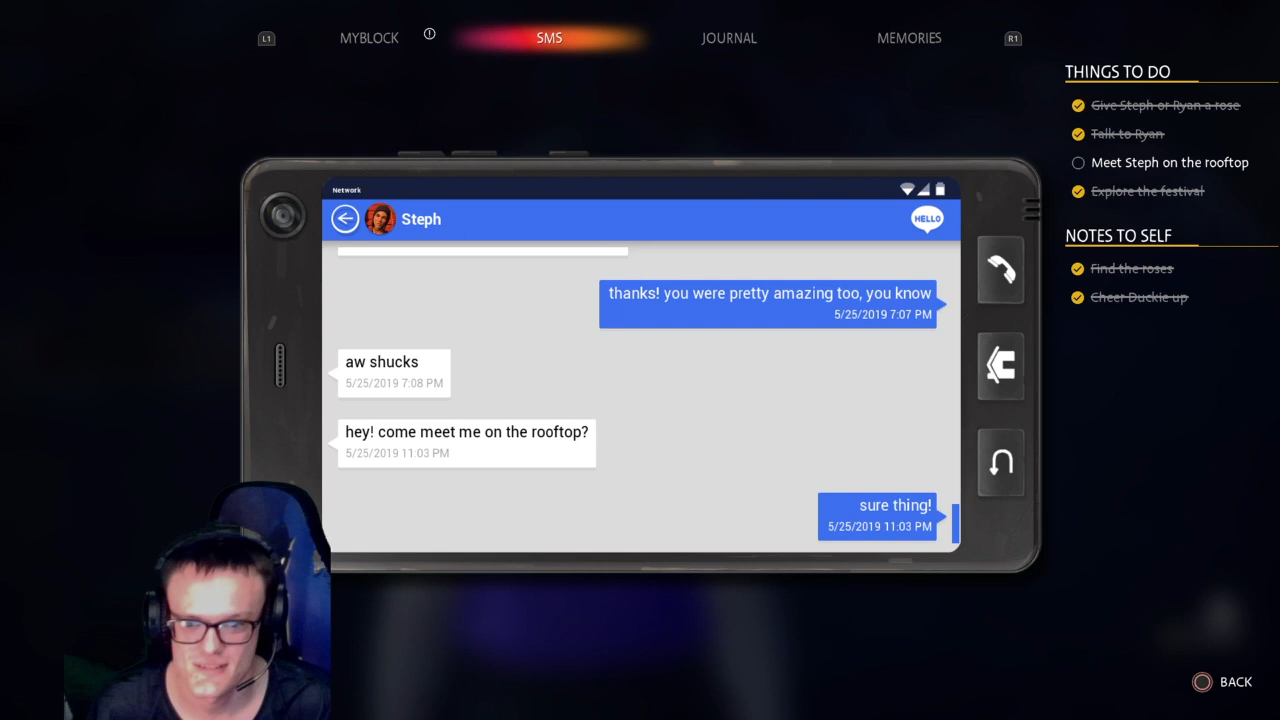 L1
MYBLOCK
SMS
JOURNAL
MEMORIES
R1
THINGS TO DO
Give Steph or Ryan a rose
Talk to Ryan
Meet Steph on the rooftop
Explore the festival
NOTES TO SELF
Find the roses
Cheer Duckie up
Network
Steph
HELLO
thanks! you were pretty amazing too, you know
5/25/2019 7:07 PM
aw shucks
5/25/2019 7:08 PM
hey! come meet me on the rooftop?
5/25/2019 11:03 PM
sure thing!
5/25/2019 11:03 PM
BACK